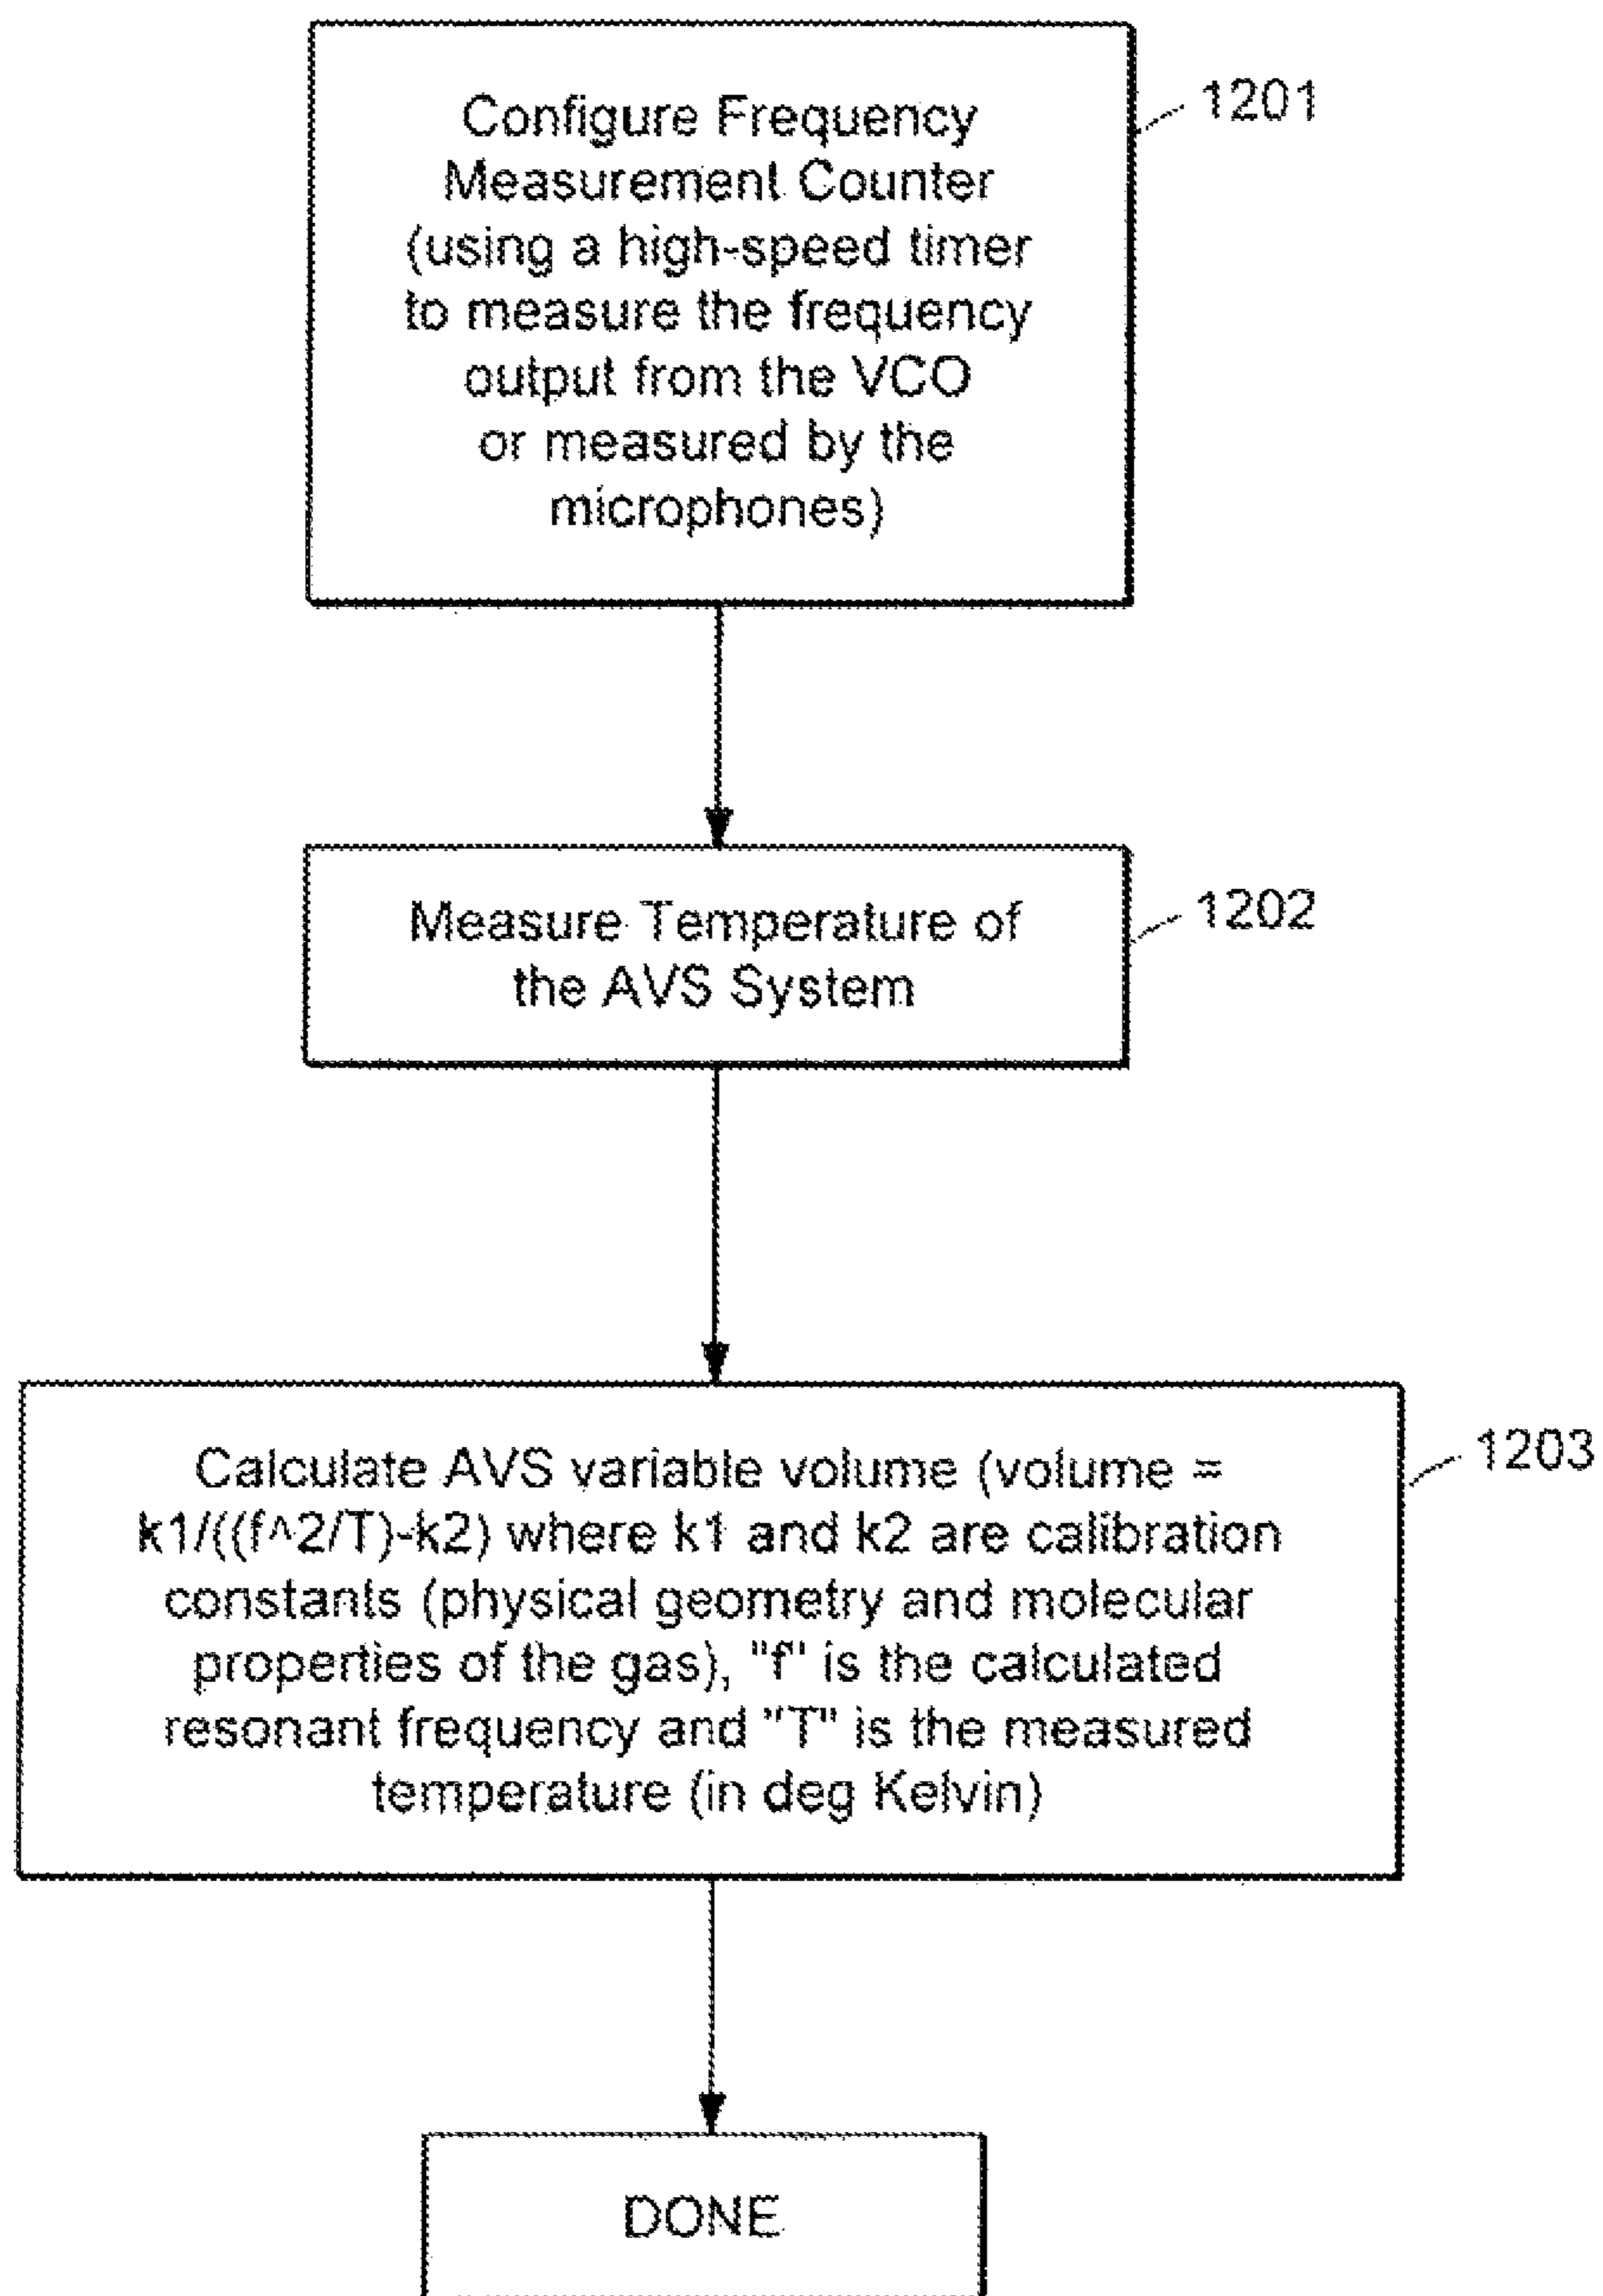 Configure Frequency
Measurement Counter
(using a high-speed timer
to measure the frequency
output from the VCO
or measured by the
microphones)
1201
Measure Temperature of
the AVS System
1202
Calculate AVS variable volume (volume =
k1/((f^2/T)-k2) where k1 and k2 are calibration
constants (physical geometry and molecular
properties of the gas), "f" is the calculated
resonant frequency and "T" is the measured
temperature (in deg Kelvin)
1203
DONE